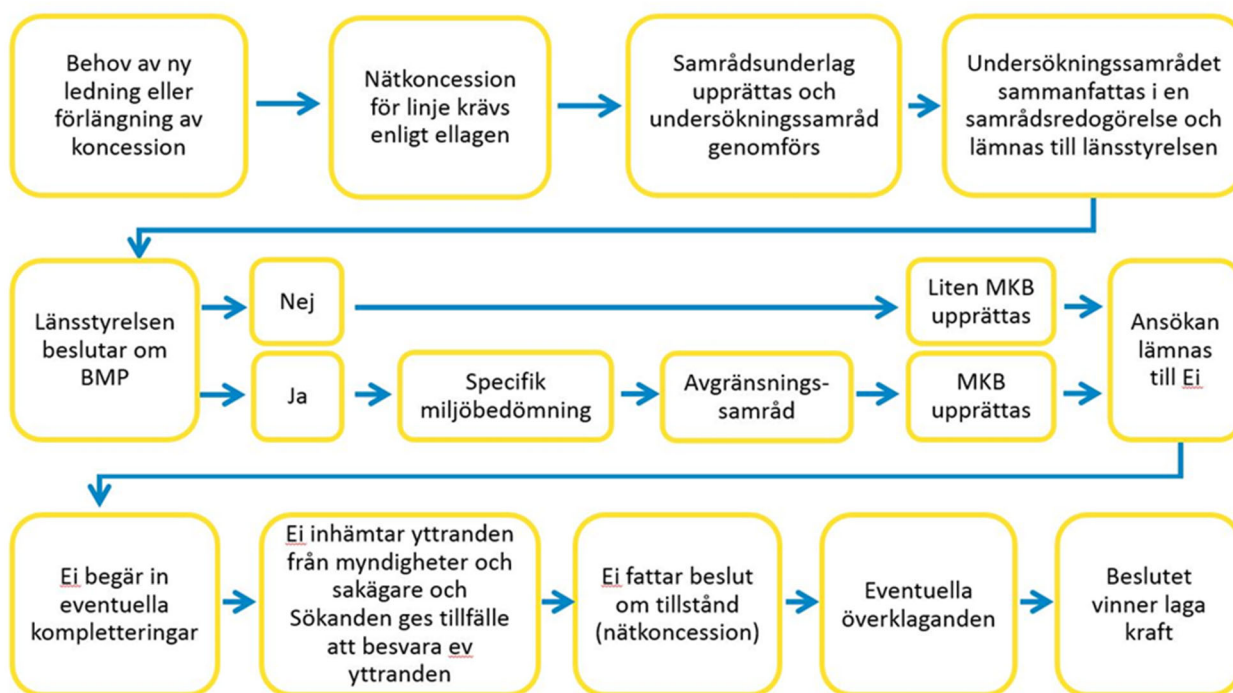 Behov av ny
ledning eller
förlängning av
koncession
Nätkoncession
för linje krävs
enligt ellagen
Samrådsunderlag
upprättas och
undersökningssamråd
genomförs
Undersökningssamrådet
sammanfattas i en
samrådsredogörelse och
lämnas till länsstyrelsen
Länsstyrelsen
beslutar om
BMP
Nej
Liten MKB
upprättas
Ja
Specifik
miljöbedömning
Avgränsnings-
samråd
MKB
upprättas
Ansökan
lämnas
till Ei
Ei begär in
eventuella
kompletteringar
Ei inhämtar yttranden
från myndigheter och
sakägare och
Sökanden ges tillfälle
att besvara ev
yttranden
Ei fattar beslut
om tillstånd
(nätkoncession)
Eventuella
överklaganden
Beslutet
vinner laga
kraft